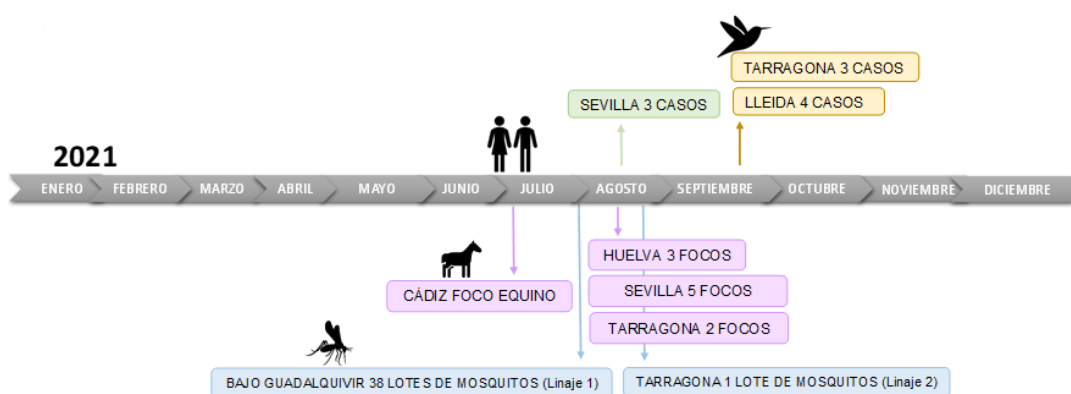 TARRAGONA 3 CASOS
SEVILLA 3 CASOS
LLEIDA 4 CASOS
2021
ENERO FEBRERO MARZO ABRIL MAYO JUNIO JULIO AGOSTO SEPTIEMBRE OCTUBRE NOVIEMBRE DICIEMBRE
HUELVA 3 FOCOS
CÁDIZ FOCO EQUINO
SEVILLA 5 FOCOS
TARRAGONA 2 FOCOS
BAJO GUADALQUIVIR 38 LOTES DE MOSQUITOS (Linaje 1)
TARRAGONA 1 LOTE DE MOSQUITOS (Linaje 2)